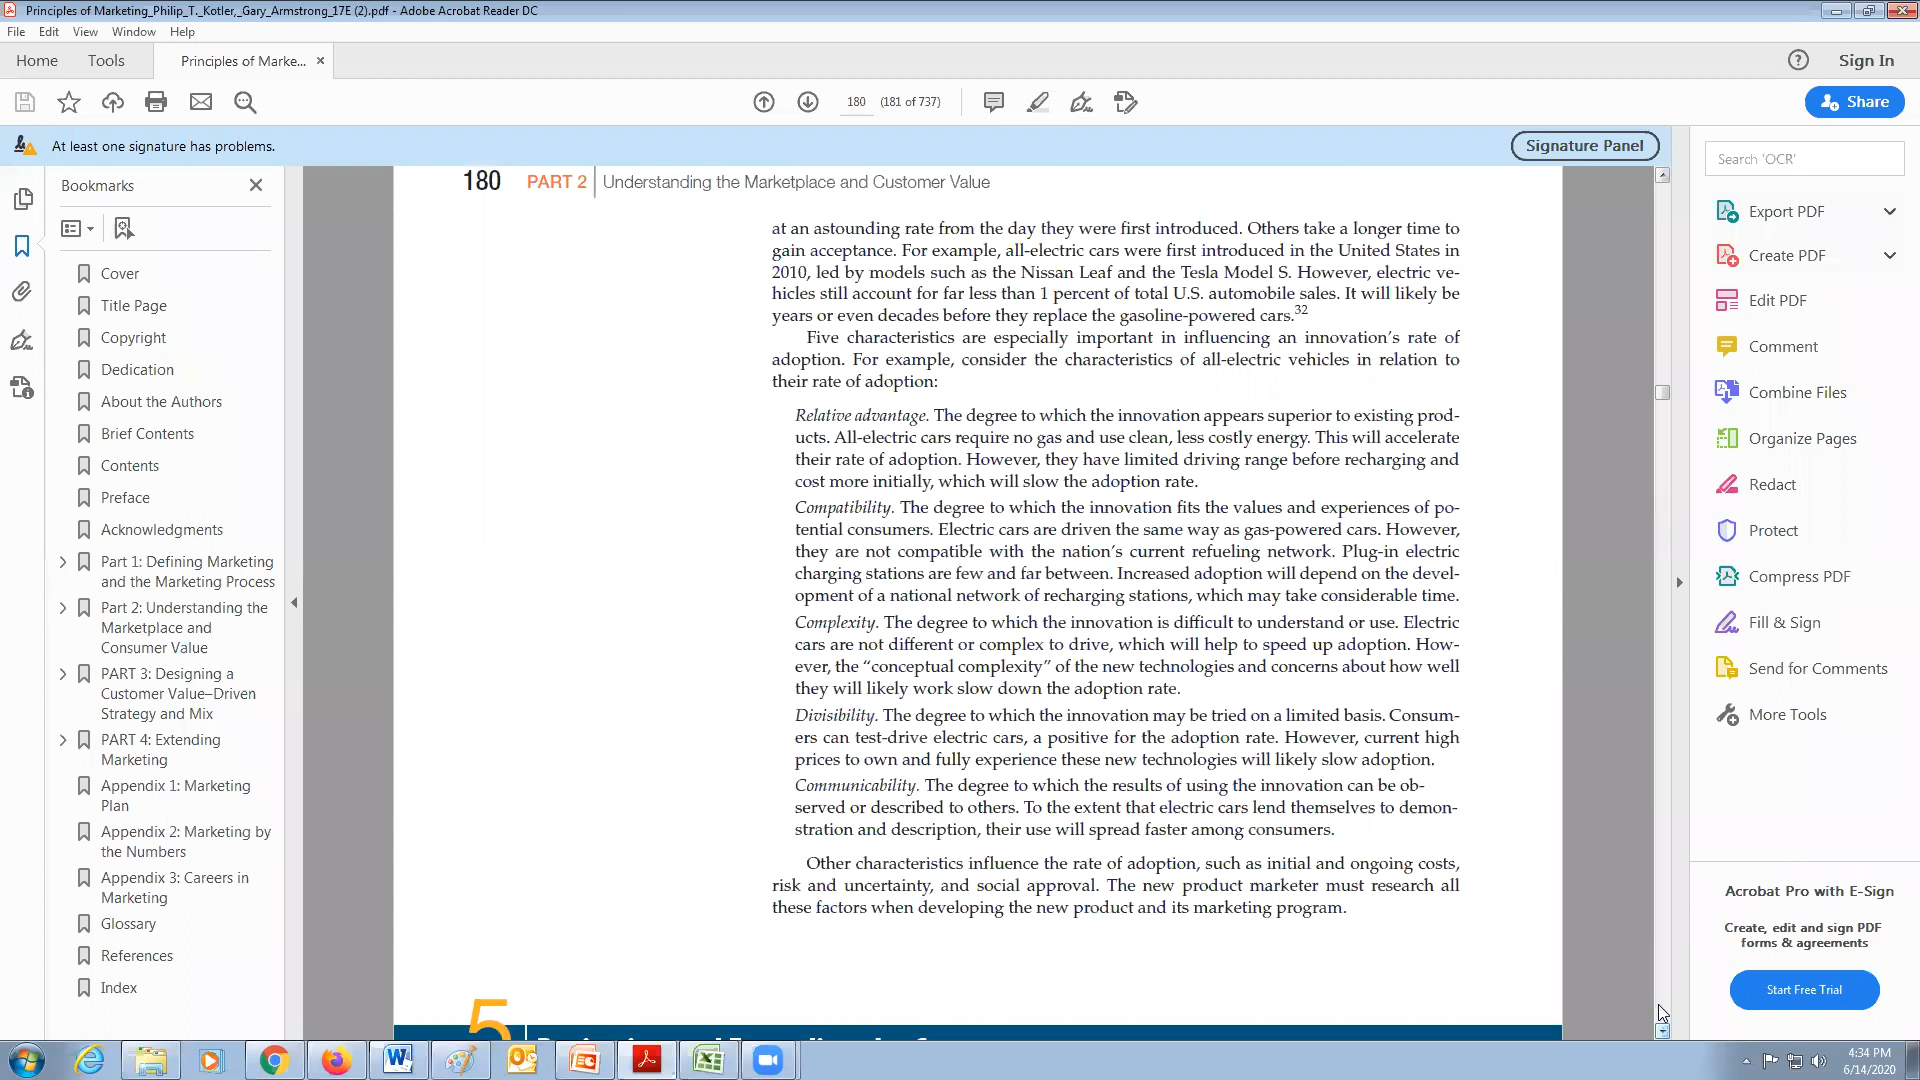 Principles of Marketing_Philip_T._Kotler,_Gary_Armstrong_17E (2).pdf - Adobe Acrobat Reader DC
File Edit View Window Help
Home Tools Principles of Marke... Sign In
180 (181 of 737) Share
At least one signature has problems. Signature Panel
Bookmarks
Cover
Title Page
Copyright
Dedication
About the Authors
Brief Contents
Contents
Preface
Acknowledgments
Part 1: Defining Marketing
and the Marketing Process
Part 2: Understanding the
Marketplace and
Consumer Value
PART 3: Designing a
Customer Value–Driven
Strategy and Mix
PART 4: Extending
Marketing
Appendix 1: Marketing
Plan
Appendix 2: Marketing by
the Numbers
Appendix 3: Careers in
Marketing
Glossary
References
Index
180 PART 2 Understanding the Marketplace and Customer Value
at an astounding rate from the day they were first introduced. Others take a longer time to
gain acceptance. For example, all-electric cars were first introduced in the United States in
2010, led by models such as the Nissan Leaf and the Tesla Model S. However, electric ve-
hicles still account for far less than 1 percent of total U.S. automobile sales. It will likely be
years or even decades before they replace the gasoline-powered cars.32
Five characteristics are especially important in influencing an innovation's rate of
adoption. For example, consider the characteristics of all-electric vehicles in relation to
their rate of adoption:
Relative advantage. The degree to which the innovation appears superior to existing prod-
ucts. All-electric cars require no gas and use clean, less costly energy. This will accelerate
their rate of adoption. However, they have limited driving range before recharging and
cost more initially, which will slow the adoption rate.
Compatibility. The degree to which the innovation fits the values and experiences of po-
tential consumers. Electric cars are driven the same way as gas-powered cars. However,
they are not compatible with the nation's current refueling network. Plug-in electric
charging stations are few and far between. Increased adoption will depend on the devel-
opment of a national network of recharging stations, which may take considerable time.
Complexity. The degree to which the innovation is difficult to understand or use. Electric
cars are not different or complex to drive, which will help to speed up adoption. How-
ever, the "conceptual complexity" of the new technologies and concerns about how well
they will likely work slow down the adoption rate.
Divisibility. The degree to which the innovation may be tried on a limited basis. Consum-
ers can test-drive electric cars, a positive for the adoption rate. However, current high
prices to own and fully experience these new technologies will likely slow adoption.
Communicability. The degree to which the results of using the innovation can be ob-
served or described to others. To the extent that electric cars lend themselves to demon-
stration and description, their use will spread faster among consumers.
Other characteristics influence the rate of adoption, such as initial and ongoing costs,
risk and uncertainty, and social approval. The new product marketer must research all
these factors when developing the new product and its marketing program.
5
Search 'OCR'
Export PDF
Create PDF
Edit PDF
Comment
Combine Files
Organize Pages
Redact
Protect
Compress PDF
Fill & Sign
Send for Comments
More Tools
Acrobat Pro with E-Sign
Create, edit and sign PDF
forms & agreements
Start Free Trial
4:34 PM
6/14/2020